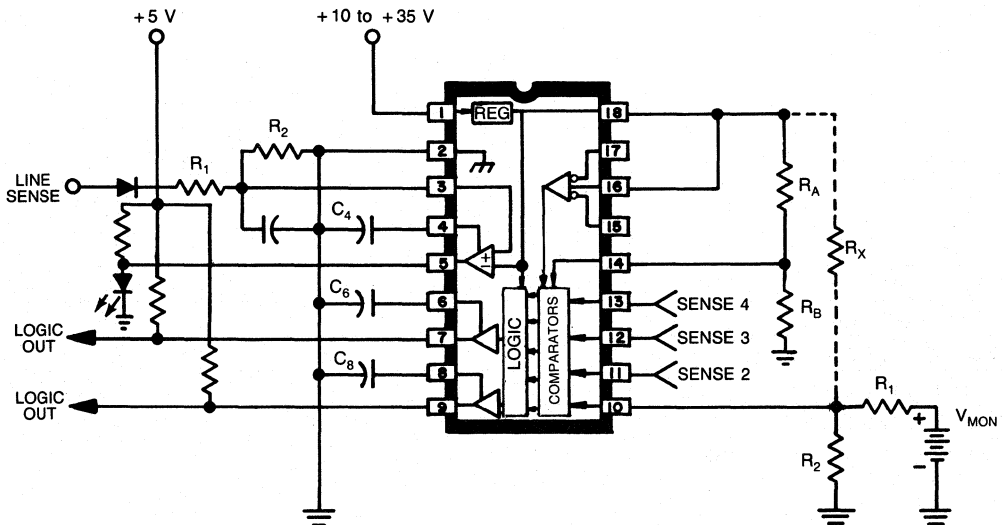 +5 V
+10 to +35 V
1
REG
18
R2
2
17
R1
LINE
SENSE
3
16
RA
C4
4
15
RX
5
− +
14
C6
6
13
SENSE 4
RB
LOGIC
OUT
7
LOGIC
COMPARATORS
12
SENSE 3
C8
8
11
SENSE 2
R1
LOGIC
OUT
9
10
+
VMON
R2
−